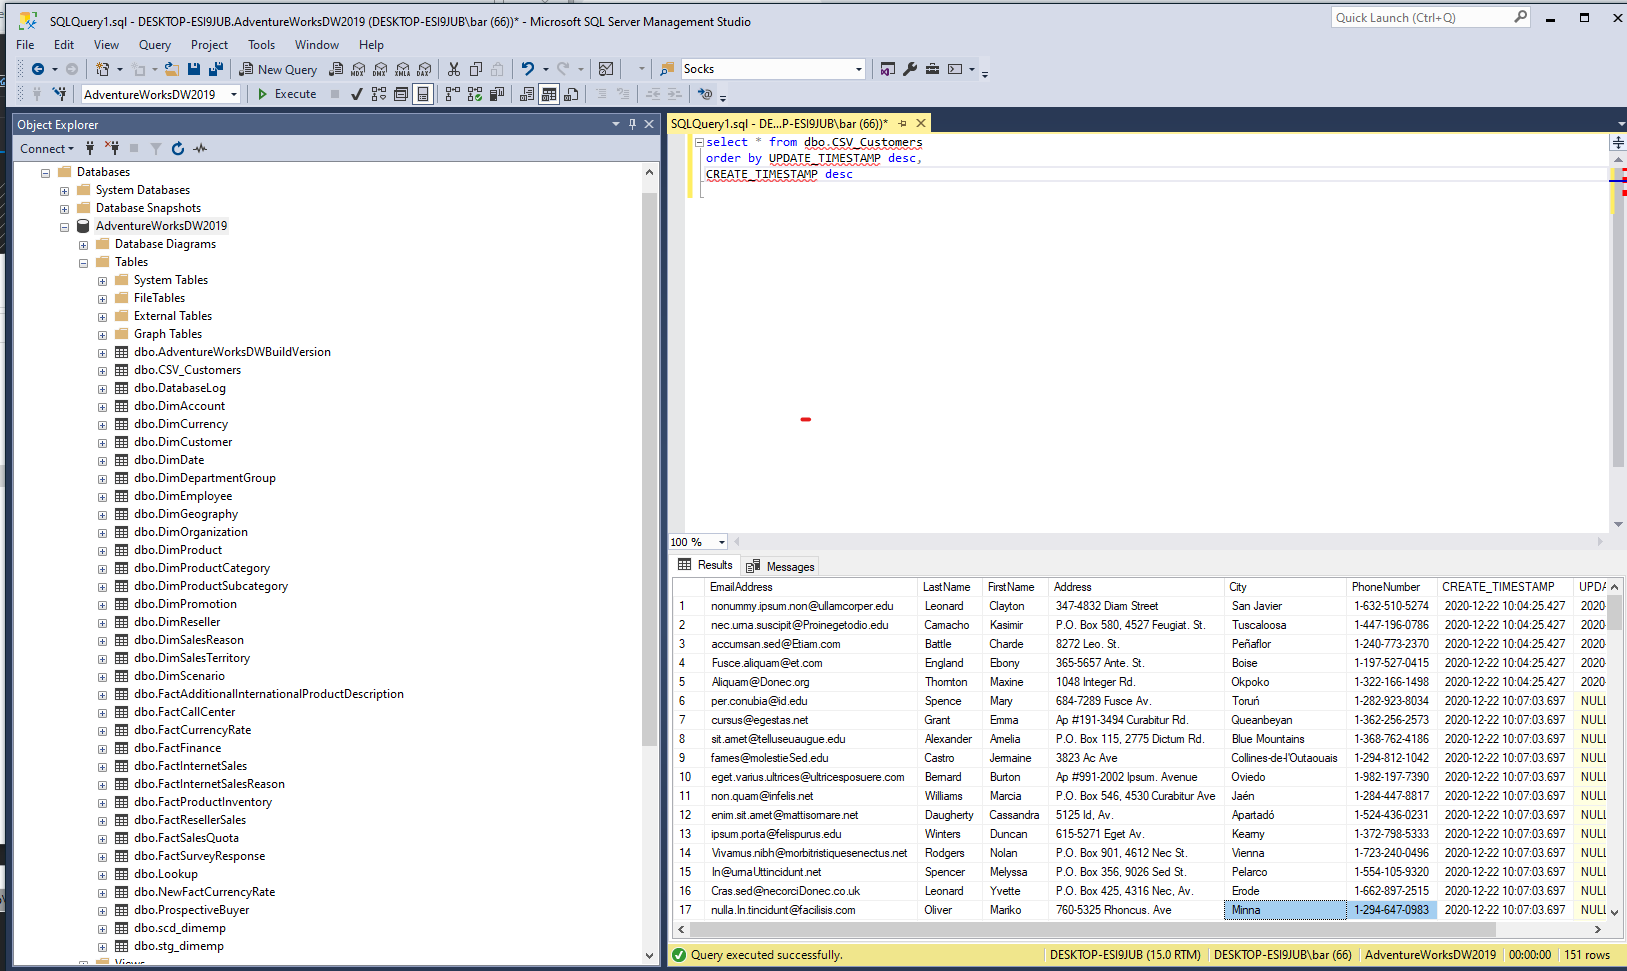 SQLQuery1.sql - DESKTOP-ESI9JUB.AdventureWorksDW2019 (DESKTOP-ESI9JUB\bar (66))* - Microsoft SQL Server Management Studio
Quick Launch (Ctrl+Q)
File Edit View Query Project Tools Window Help
New Query MDX DMX XMLA DAX Socks
AdventureWorksDW2019 Execute
Object Explorer
Connect
Databases
System Databases
Database Snapshots
AdventureWorksDW2019
Database Diagrams
Tables
System Tables
FileTables
External Tables
Graph Tables
dbo.AdventureWorksDWBuildVersion
dbo.CSV_Customers
dbo.DatabaseLog
dbo.DimAccount
dbo.DimCurrency
dbo.DimCustomer
dbo.DimDate
dbo.DimDepartmentGroup
dbo.DimEmployee
dbo.DimGeography
dbo.DimOrganization
dbo.DimProduct
dbo.DimProductCategory
dbo.DimProductSubcategory
dbo.DimPromotion
dbo.DimReseller
dbo.DimSalesReason
dbo.DimSalesTerritory
dbo.DimScenario
dbo.FactAdditionalInternationalProductDescription
dbo.FactCallCenter
dbo.FactCurrencyRate
dbo.FactFinance
dbo.FactInternetSales
dbo.FactInternetSalesReason
dbo.FactProductInventory
dbo.FactResellerSales
dbo.FactSalesQuota
dbo.FactSurveyResponse
dbo.Lookup
dbo.NewFactCurrencyRate
dbo.ProspectiveBuyer
dbo.scd_dimemp
dbo.stg_dimemp
Views
SQLQuery1.sql - DE...P-ESI9JUB\bar (66))*
select * from dbo.CSV_Customers
order by UPDATE_TIMESTAMP desc,
CREATE_TIMESTAMP desc
100 %
Results Messages
EmailAddress LastName FirstName Address City PhoneNumber CREATE_TIMESTAMP UPDA
1 nonummy.ipsum.non@ullamcorper.edu Leonard Clayton 347-4832 Diam Street San Javier 1-632-510-5274 2020-12-22 10:04:25.427 2020-
2 nec.urna.suscipit@Proinegetodio.edu Camacho Kasimir P.O. Box 580, 4527 Feugiat. St. Tuscaloosa 1-447-196-0786 2020-12-22 10:04:25.427 2020-
3 accumsan.sed@Etiam.com Battle Charde 8272 Leo. St. Peñaflor 1-240-773-2370 2020-12-22 10:04:25.427 2020-
4 Fusce.aliquam@et.com England Ebony 365-5657 Ante. St. Boise 1-197-527-0415 2020-12-22 10:04:25.427 2020-
5 Aliquam@Donec.org Thornton Maxine 1048 Integer Rd. Okpoko 1-322-166-1498 2020-12-22 10:04:25.427 2020-
6 per.conubia@id.edu Spence Mary 684-7289 Fusce Av. Toruń 1-282-923-8034 2020-12-22 10:07:03.697 NULL
7 cursus@egestas.net Grant Emma Ap #191-3494 Curabitur Rd. Queanbeyan 1-362-256-2573 2020-12-22 10:07:03.697 NULL
8 sit.amet@telluseuaugue.edu Alexander Amelia P.O. Box 115, 2775 Dictum Rd. Blue Mountains 1-368-762-4186 2020-12-22 10:07:03.697 NULL
9 fames@molestieSed.edu Castro Jermaine 3823 Ac Ave Collines-de-l'Outaouais 1-294-812-1042 2020-12-22 10:07:03.697 NULL
10 eget.varius.ultrices@ultricesposuere.com Bernard Burton Ap #991-2002 Ipsum. Avenue Oviedo 1-982-197-7390 2020-12-22 10:07:03.697 NULL
11 non.quam@infelis.net Williams Marcia P.O. Box 546, 4530 Curabitur Ave Jaén 1-284-447-8817 2020-12-22 10:07:03.697 NULL
12 enim.sit.amet@mattisornare.net Daugherty Cassandra 5125 Id, Av. Apartadó 1-524-436-0231 2020-12-22 10:07:03.697 NULL
13 ipsum.porta@felispurus.edu Winters Duncan 615-5271 Eget Av. Kearny 1-372-798-5333 2020-12-22 10:07:03.697 NULL
14 Vivamus.nibh@morbitristiquesenectus.net Rodgers Nolan P.O. Box 901, 4612 Nec St. Vienna 1-723-240-0496 2020-12-22 10:07:03.697 NULL
15 In@urnaUttincidunt.net Spencer Melyssa P.O. Box 356, 9026 Sed St. Pelarco 1-554-105-9320 2020-12-22 10:07:03.697 NULL
16 Cras.sed@necorciDonec.co.uk Leonard Yvette P.O. Box 425, 4316 Nec, Av. Erode 1-662-897-2515 2020-12-22 10:07:03.697 NULL
17 nulla.In.tincidunt@facilisis.com Oliver Mariko 760-5325 Rhoncus. Ave Minna 1-294-647-0983 2020-12-22 10:07:03.697 NULL
Query executed successfully. DESKTOP-ESI9JUB (15.0 RTM) DESKTOP-ESI9JUB\bar (66) AdventureWorksDW2019 00:00:00 151 rows